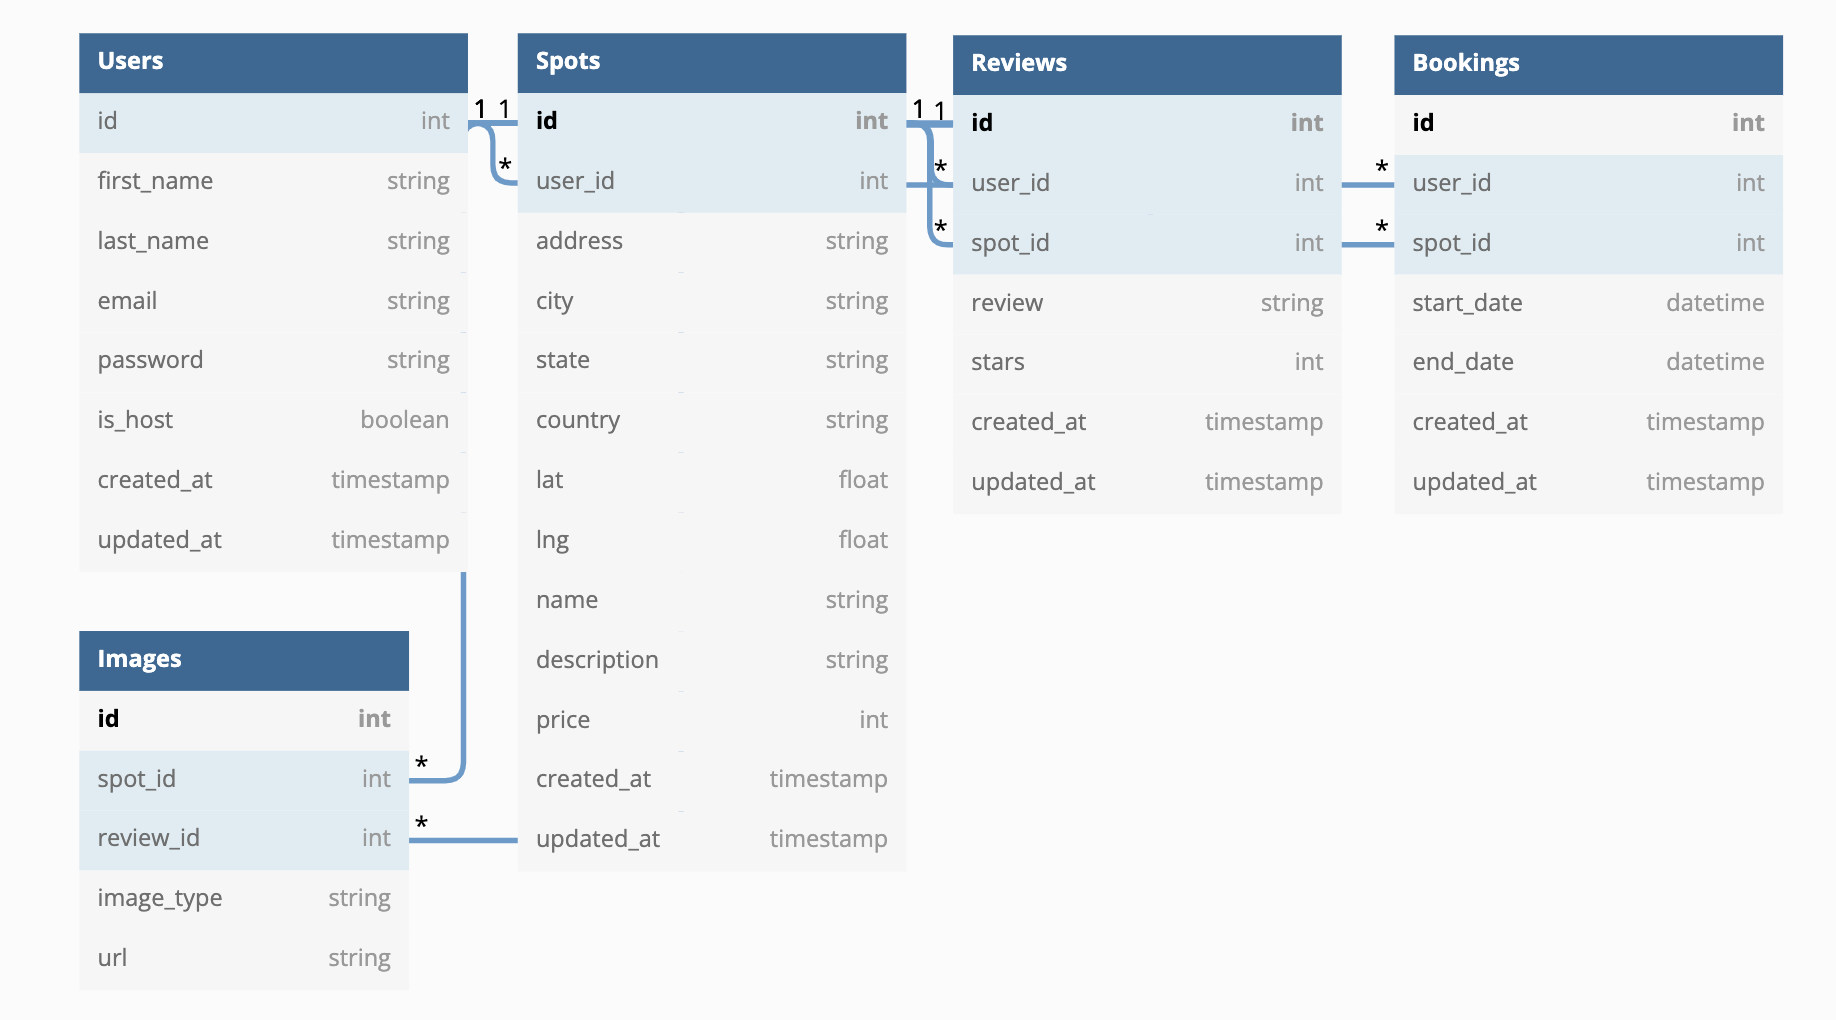 Users
id int
first_name string
last_name string
email string
password string
is_host boolean
created_at timestamp
updated_at timestamp
1 1
*
Spots
id int
user_id int
address string
city string
state string
country string
lat float
lng float
name string
description string
price int
created_at timestamp
updated_at timestamp
1 1
*
*
Reviews
id int
user_id int
spot_id int
review string
stars int
created_at timestamp
updated_at timestamp
*
*
Bookings
id int
user_id int
spot_id int
start_date datetime
end_date datetime
created_at timestamp
updated_at timestamp
Images
id int
spot_id int *
review_id int *
image_type string
url string